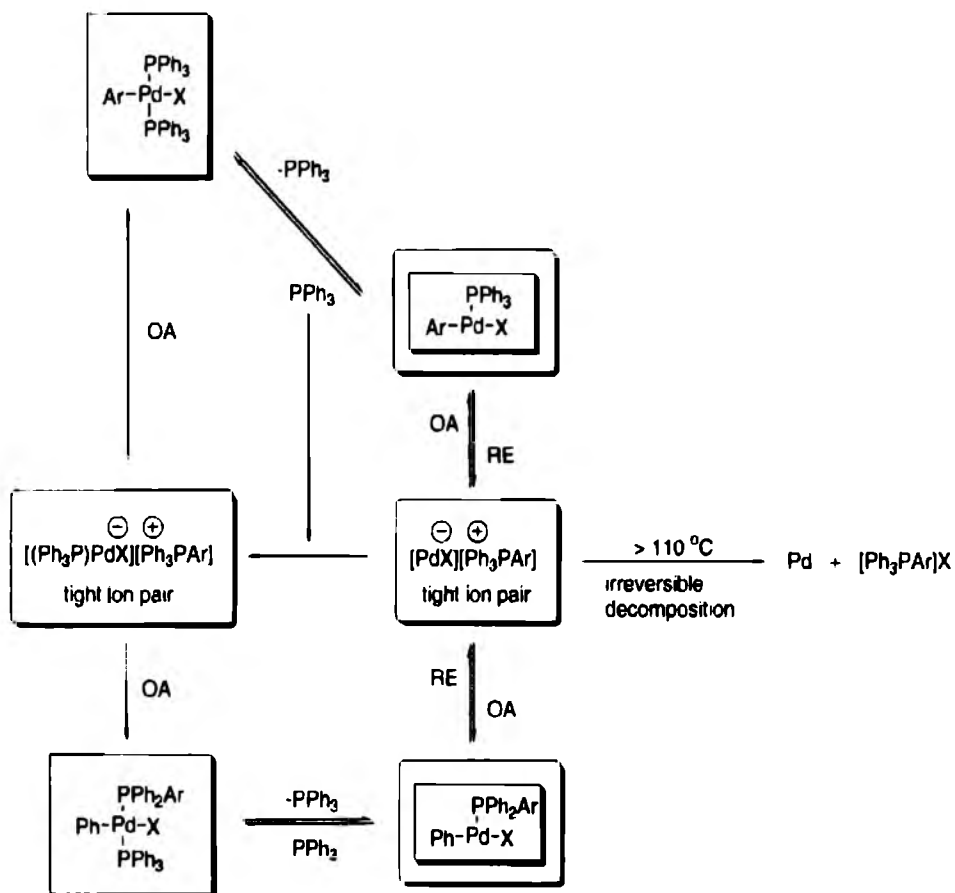 PPh3
Ar-Pd-X
PPh3
-PPh3
PPh3
OA
PPh3
Ar-Pd-X
OA
RE
⊖ ⊕
[(Ph3P)PdX][Ph3PAr]
tight ion pair
⊖ ⊕
[PdX][Ph3PAr]
tight ion pair
> 110 °C
irreversible
decomposition
Pd + [Ph3PAr]X
OA
RE
OA
PPh2Ar
Ph-Pd-X
PPh3
-PPh3
PPh2
PPh2Ar
Ph-Pd-X